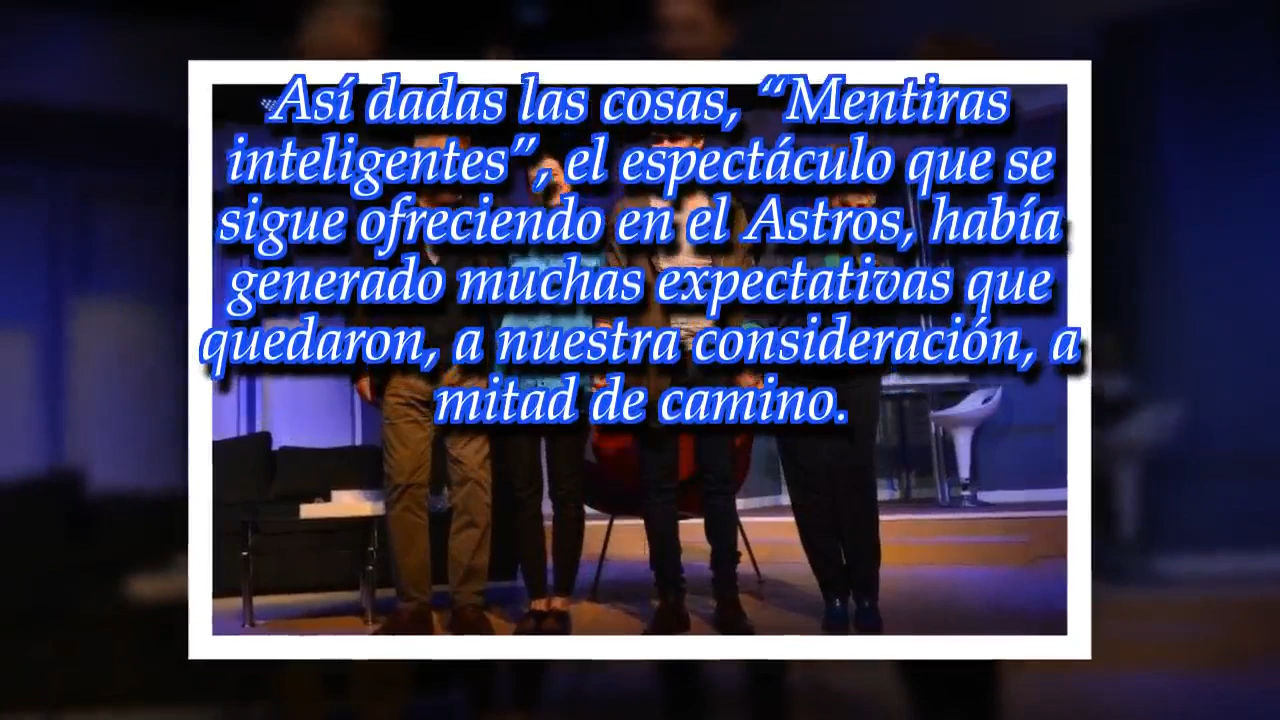 Así dadas las cosas, “Mentiras
inteligentes”, el espectáculo que se
sigue ofreciendo en el Astros, había
generado muchas expectativas que
quedaron, a nuestra consideración, a
mitad de camino.